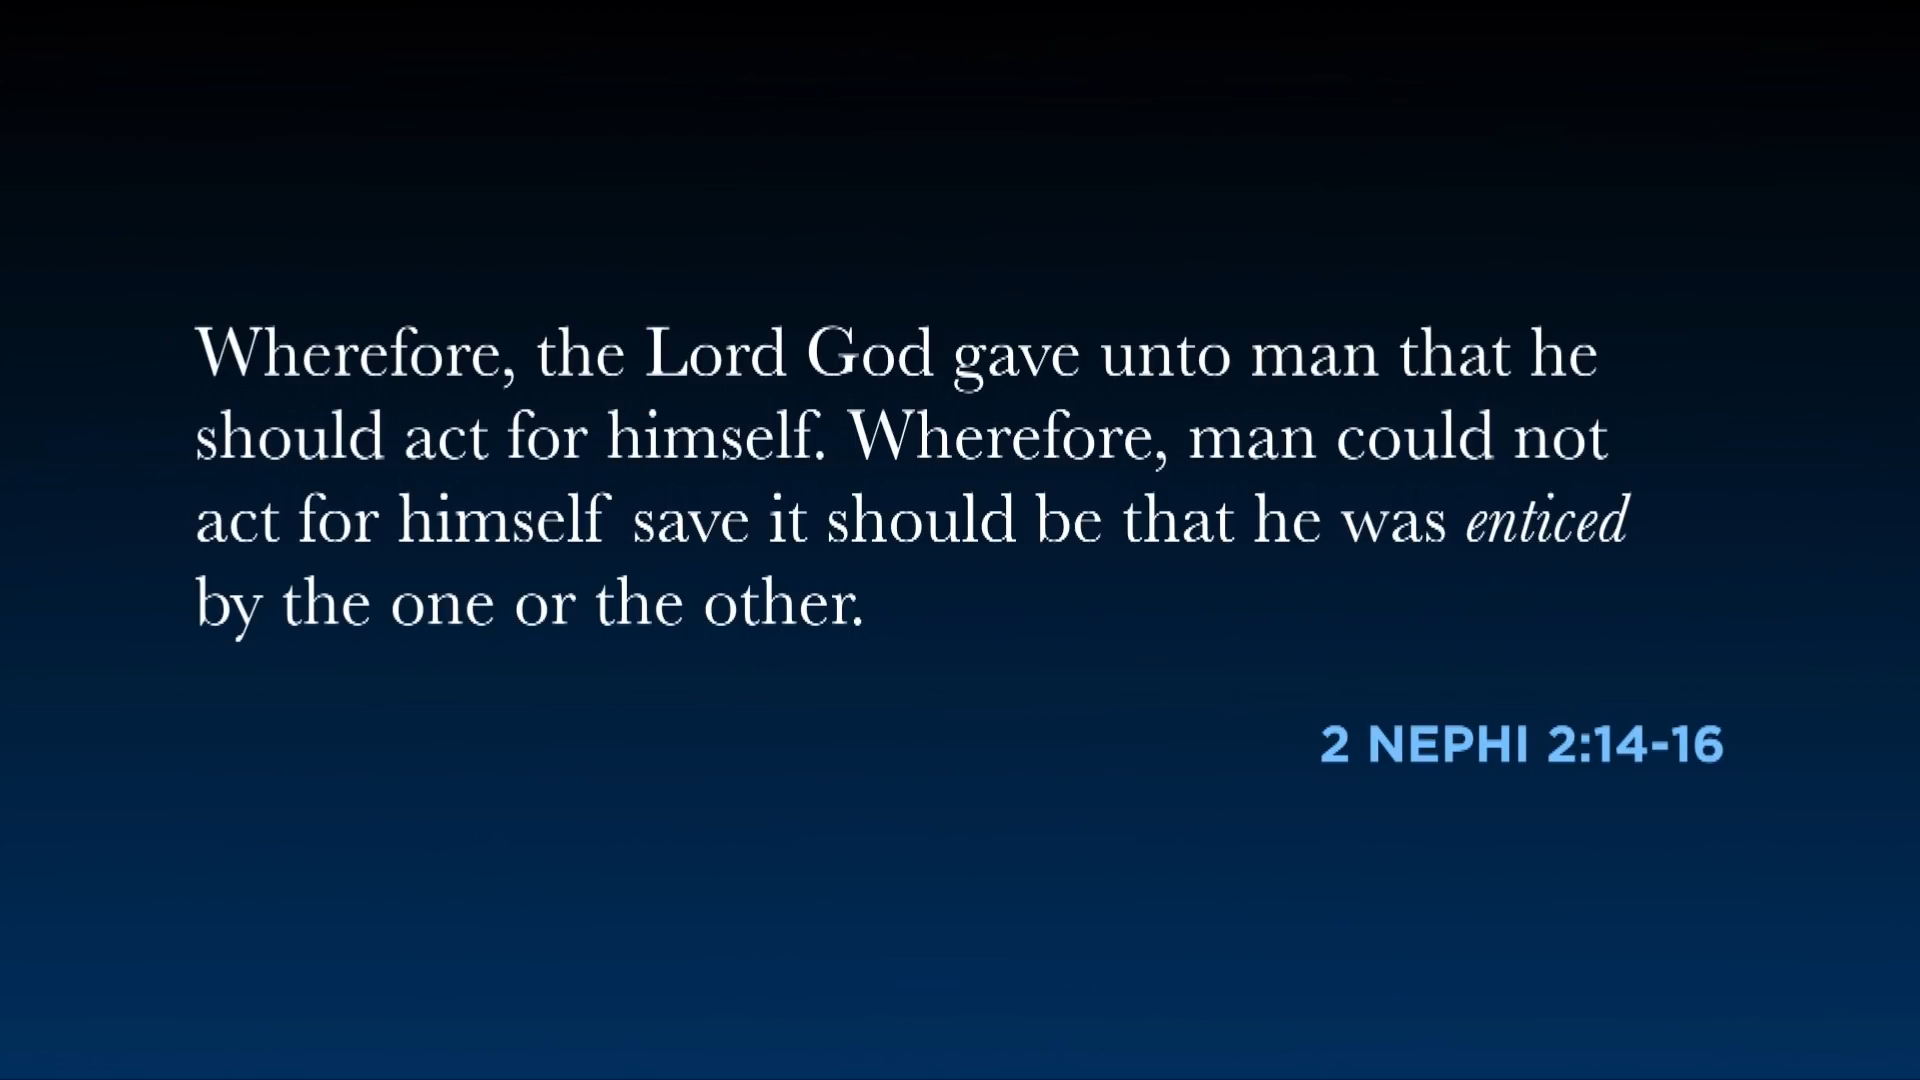 Wherefore, the Lord God gave unto man that he
should act for himself. Wherefore, man could not
act for himself save it should be that he was enticed
by the one or the other.
2 NEPHI 2:14-16